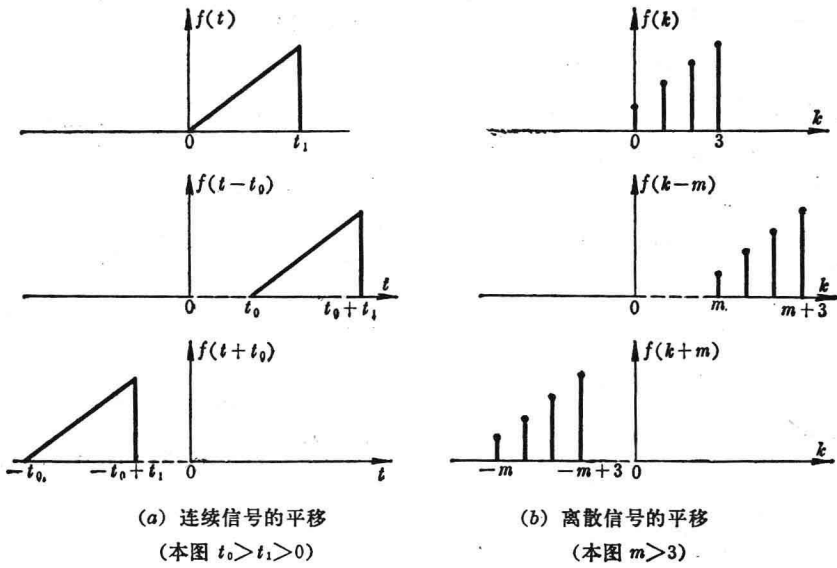 f(t)
0
t₁
f(t−t₀)
t
0
t₀
t₀+t₁
f(t+t₀)
−t₀
−t₀+t₁
0
t
(a) 连续信号的平移
(本图 t₀>t₁>0)
f(k)
0
3
k
f(k−m)
0
m
m+3
k
f(k+m)
−m
−m+3
0
k
(b) 离散信号的平移
(本图 m>3)